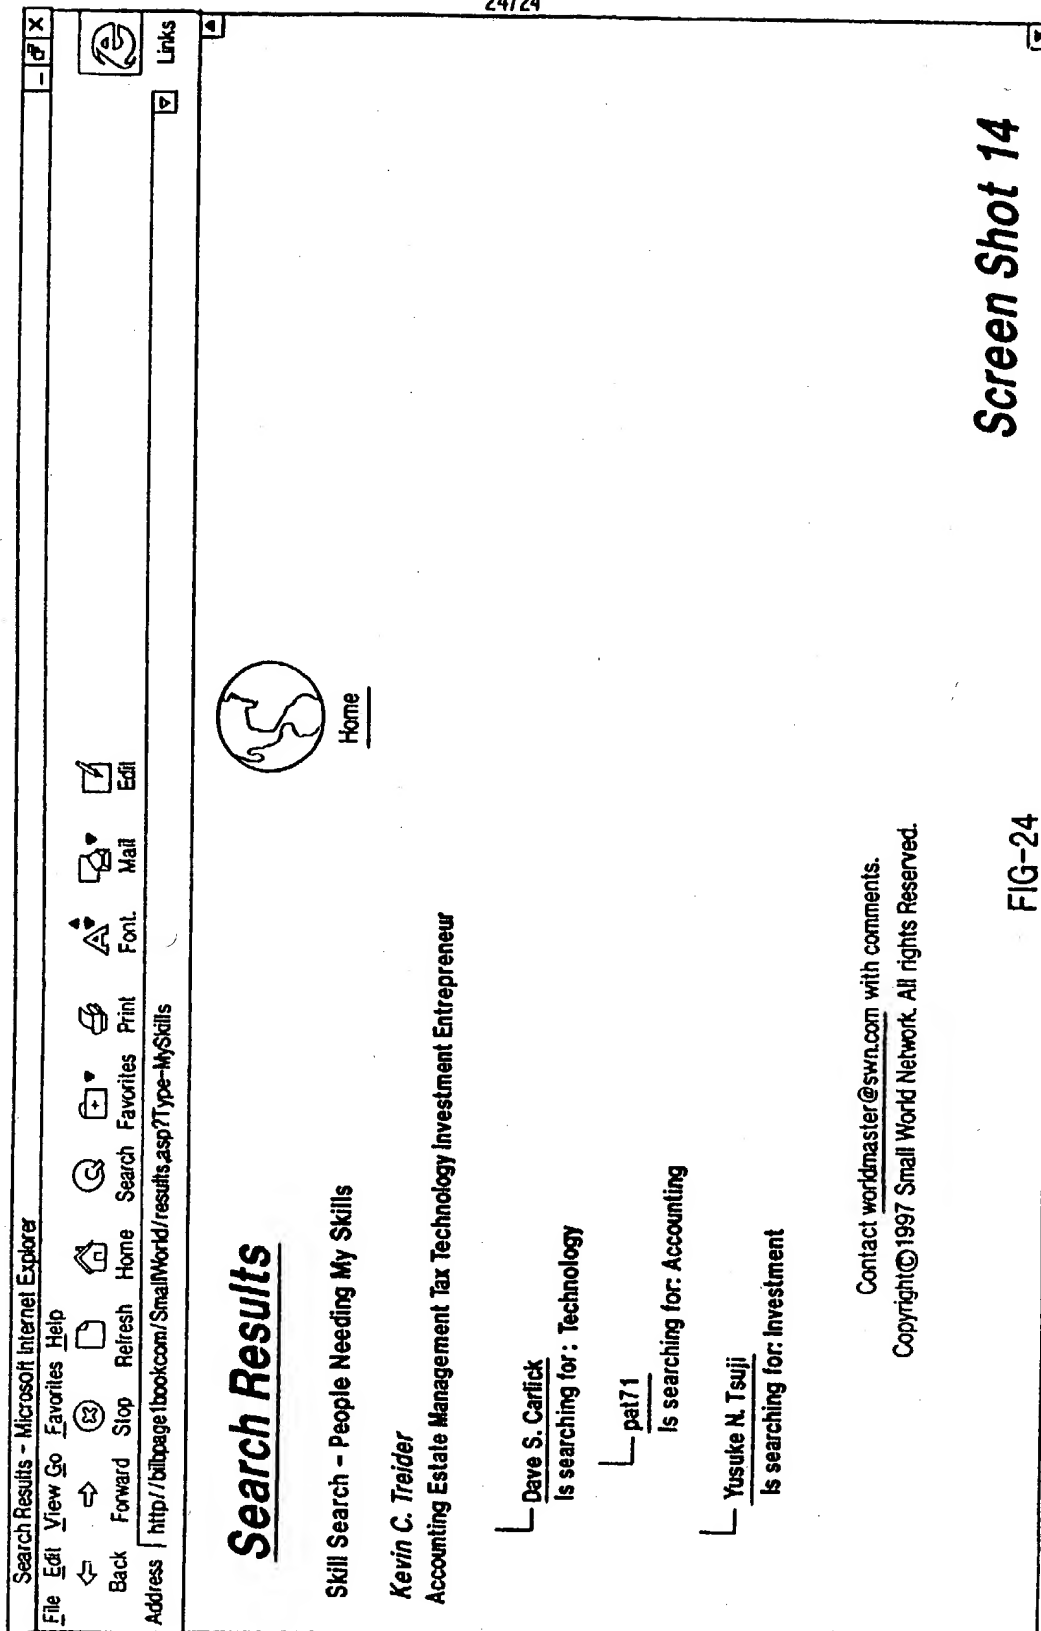 24/24
Search Results - Microsoft Internet Explorer
File Edit View Go Favorites Help
Back Forward Stop Refresh Home Search Favorites Print Font. Mail Edit
Address http//bilbpage1bookcom/SmallWorld/results.asp?Type-MySkills Links
Search Results
Home
Skill Search - People Needing My Skills
Kevin C. Treider
Accounting Estate Management Tax Technology Investment Entrepreneur
Dave S. Carlick
Is searching for: Technology
pat71
Is searching for: Accounting
Yusuke N. Tsuji
Is searching for: Investment
Contact worldmaster@swn.com with comments.
Copyright©1997 Small World Network. All rights Reserved.
Screen Shot 14
FIG-24